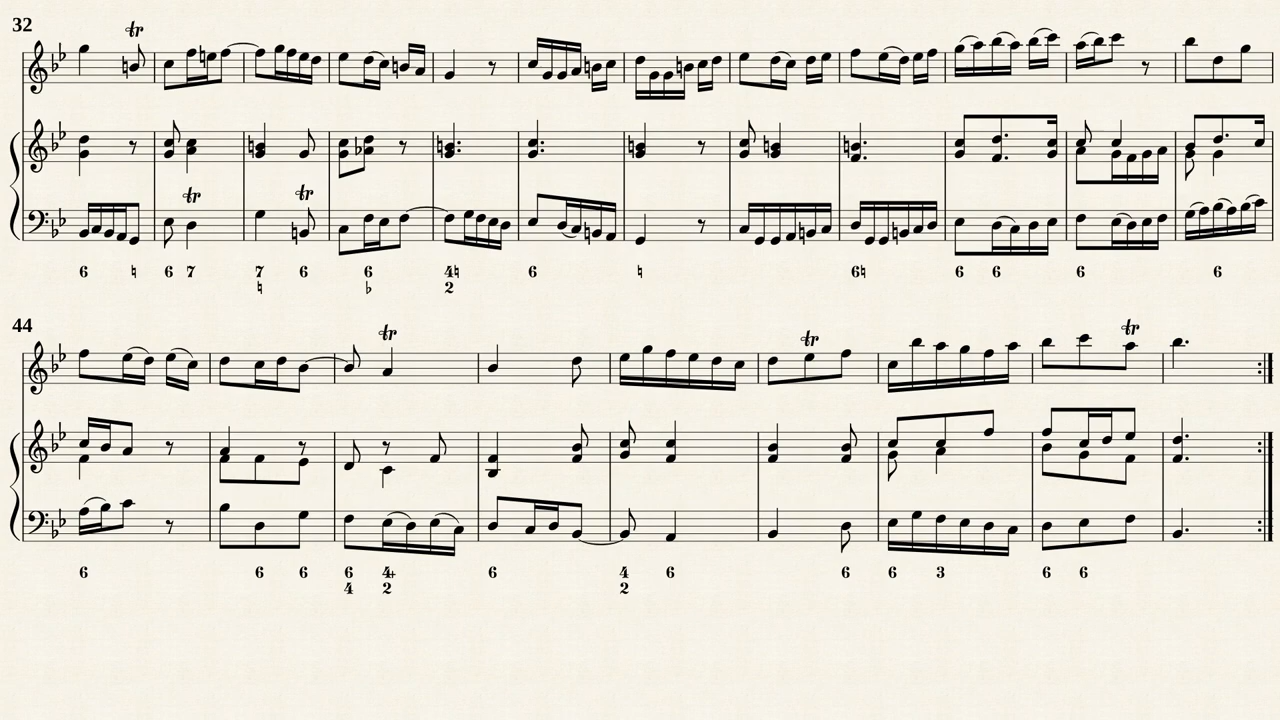 32
tr
tr tr
6 ♮ 6 7 7 6 6 4♮ 6 ♮ 6♮ 6 6 6 6
♮ ♭ 2
44
tr tr tr
6 6 6 6 4+ 6 4 6 6 6 3 6 6
4 2 2